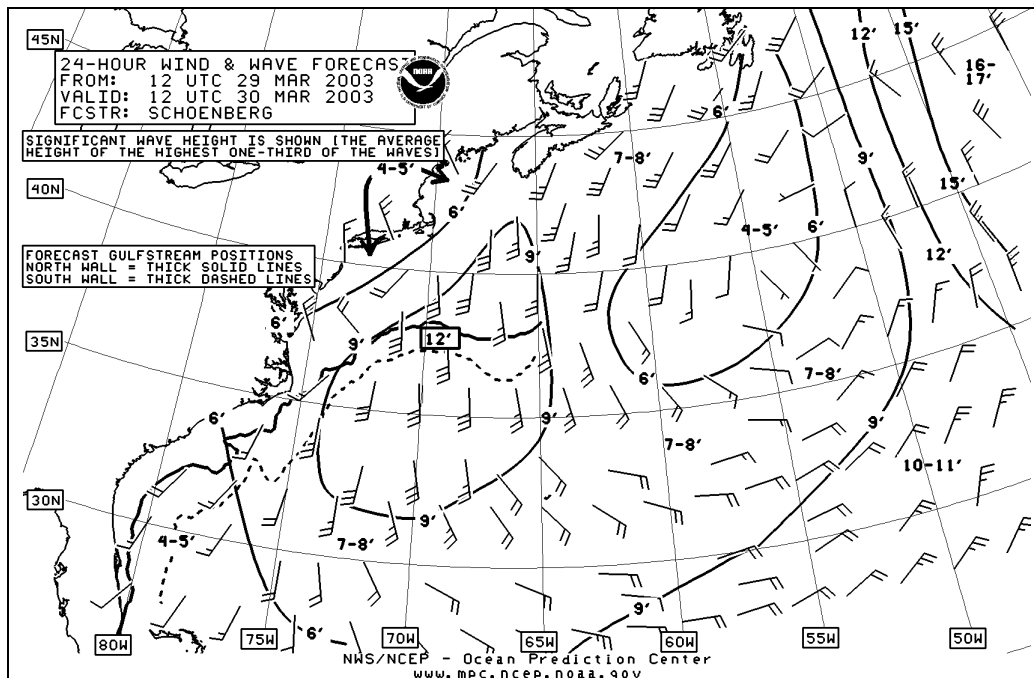 45N
24-HOUR WIND & WAVE FORECAST
FROM: 12 UTC 29 MAR 2003
VALID: 12 UTC 30 MAR 2003
FCSTR: SCHOENBERG
noaa
SIGNIFICANT WAVE HEIGHT IS SHOWN [THE AVERAGE
HEIGHT OF THE HIGHEST ONE-THIRD OF THE WAVES]
15'
12'
16-
17'
6'
7-8'
9'
4-5'
40N
15'
6'
4-5'
6'
12'
FORECAST GULFSTREAM POSITIONS
NORTH WALL = THICK SOLID LINES
SOUTH WALL = THICK DASHED LINES
9'
6'
35N
9'
12'
6'
7-8'
6'
9'
9'
7-8'
10-11'
30N
9'
4-5'
7-8'
9'
6'
80W
75W
70W
65W
60W
55W
50W
NWS/NCEP - Ocean Prediction Center
www.mpc.ncep.noaa.gov